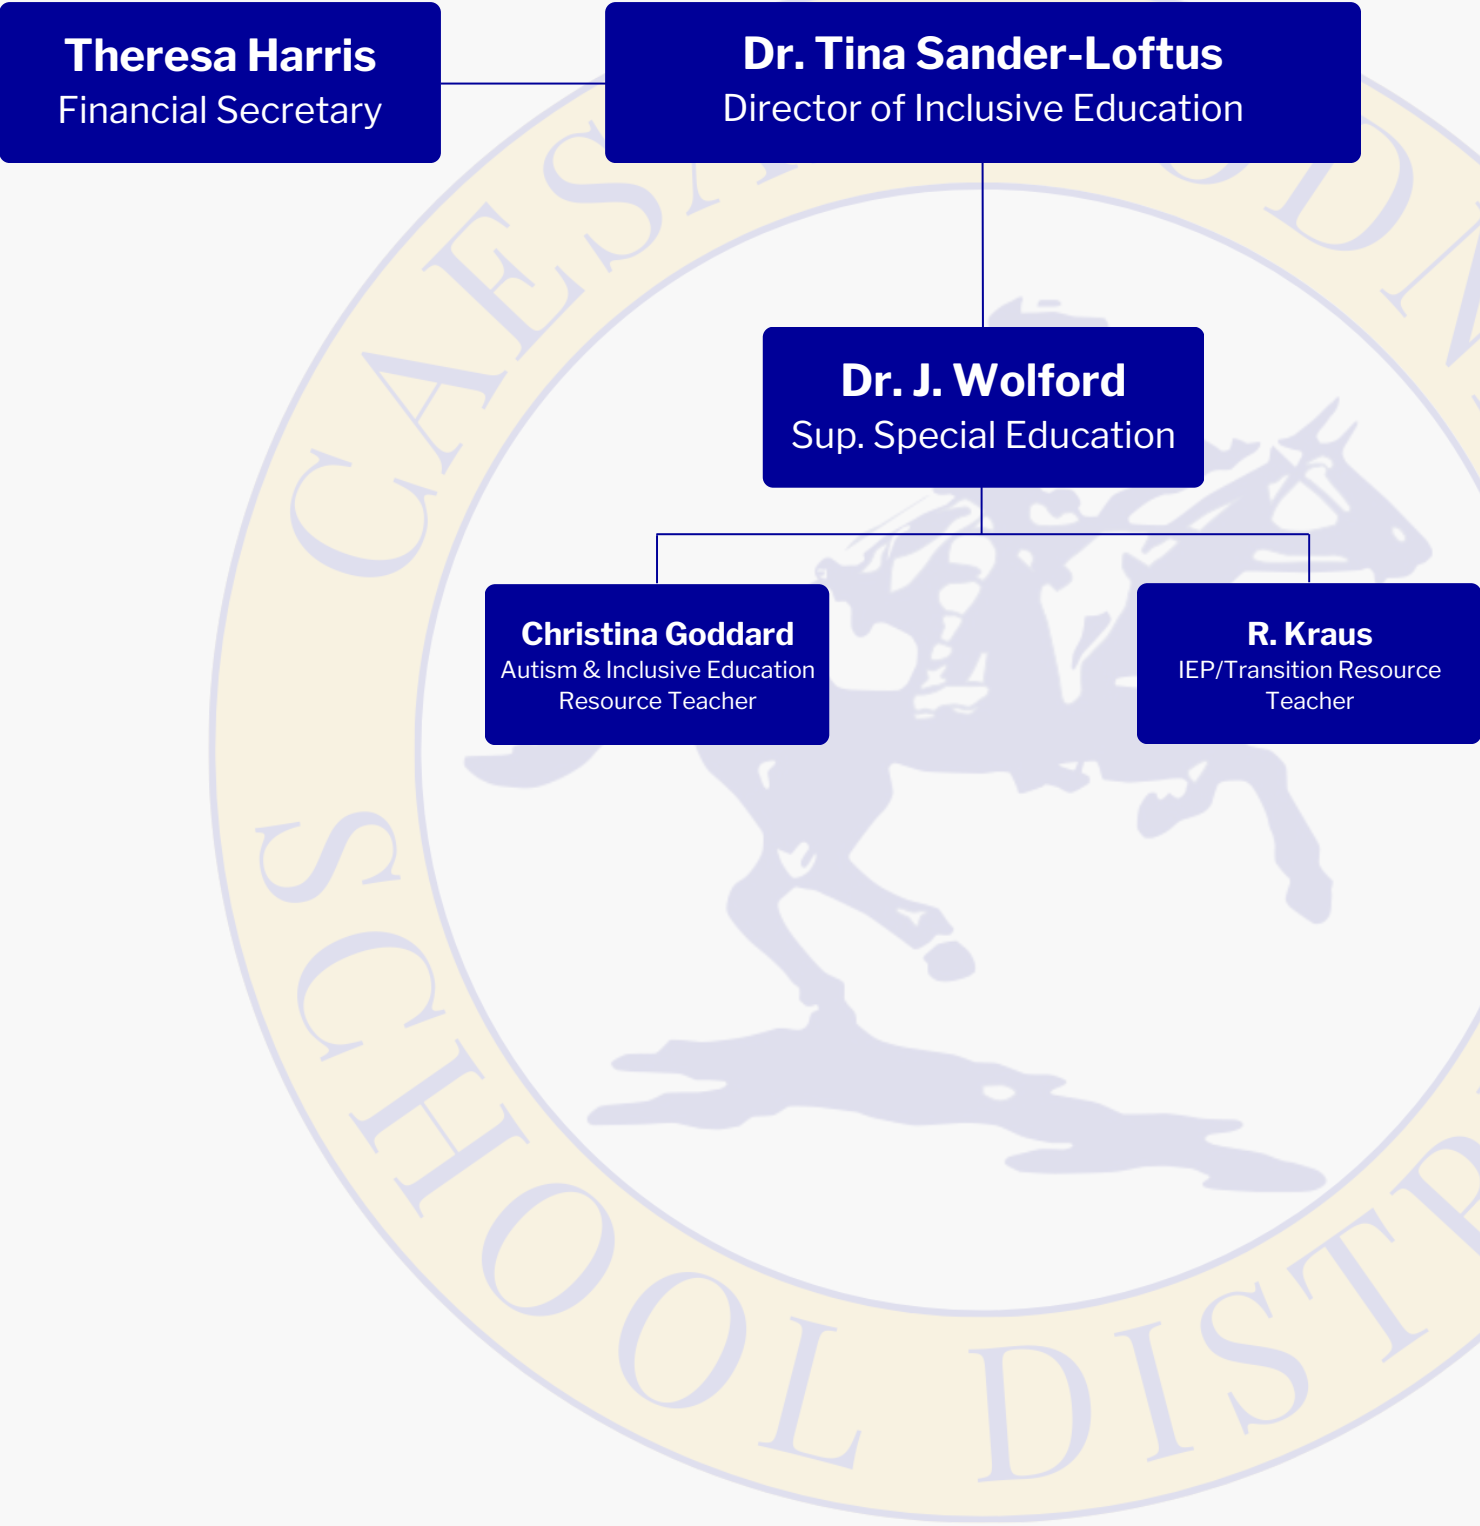 Theresa Harris
Financial Secretary
Dr. Tina Sander-Loftus
Director of Inclusive Education
Dr. J. Wolford
Sup. Special Education
Christina Goddard
Autism & Inclusive Education
Resource Teacher
R. Kraus
IEP/Transition Resource
Teacher
SCHOOL